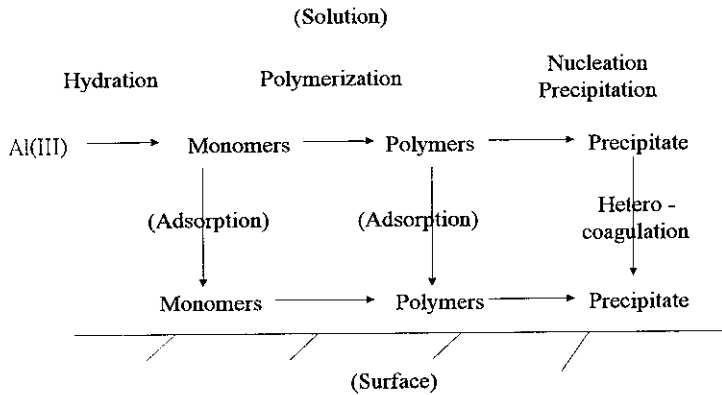 (Solution)
Hydration
Polymerization
Nucleation
Precipitation
Al(III)
Monomers
Polymers
Precipitate
(Adsorption)
(Adsorption)
Hetero -
coagulation
Monomers
Polymers
Precipitate
(Surface)